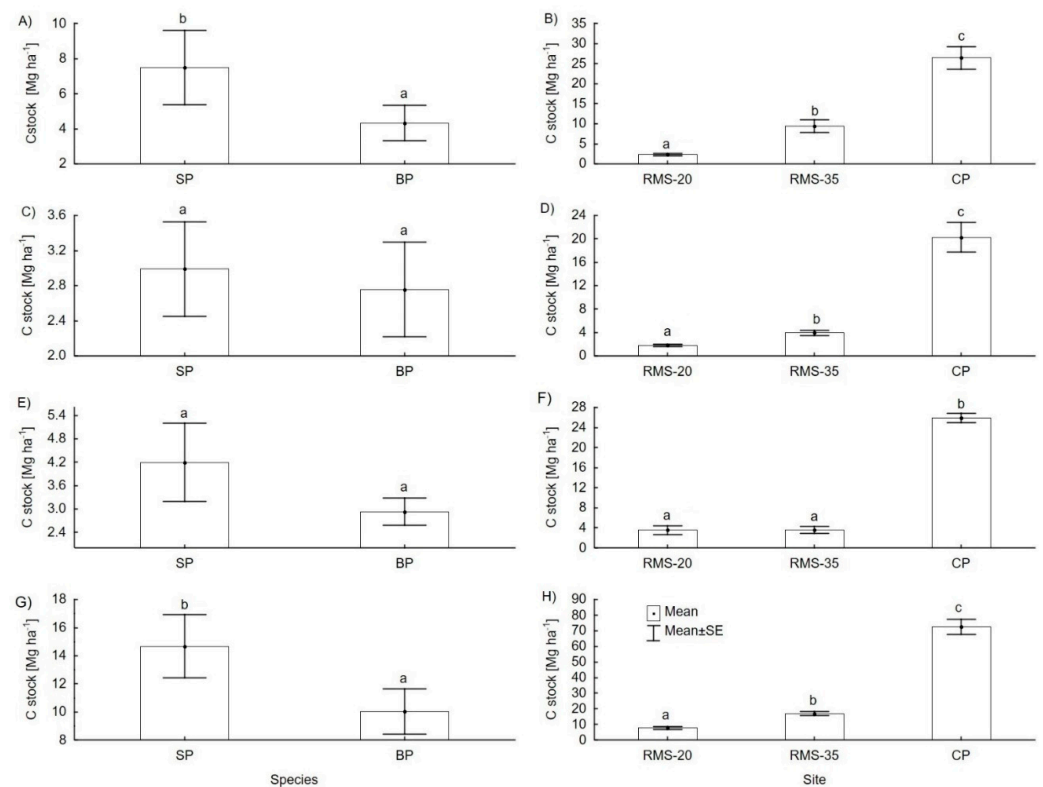 A)
Cstock [Mg ha⁻¹]
10
8
6
4
2
b
a
SP
BP
B)
C stock [Mg ha⁻¹]
35
30
25
20
15
10
5
0
a
b
c
RMS-20
RMS-35
CP
C)
C stock [Mg ha⁻¹]
3.6
3.2
2.8
2.4
2.0
a
a
SP
BP
D)
C stock [Mg ha⁻¹]
24
20
16
12
8
4
0
a
b
c
RMS-20
RMS-35
CP
E)
C stock [Mg ha⁻¹]
5.4
4.8
4.2
3.6
3.0
2.4
a
a
SP
BP
F)
C stock [Mg ha⁻¹]
28
24
20
16
12
8
4
0
a
a
b
RMS-20
RMS-35
CP
G)
C stock [Mg ha⁻¹]
18
16
14
12
10
8
b
a
SP
BP
Species
H)
C stock [Mg ha⁻¹]
90
80
70
60
50
40
30
20
10
0
Mean
Mean±SE
a
b
c
RMS-20
RMS-35
CP
Site